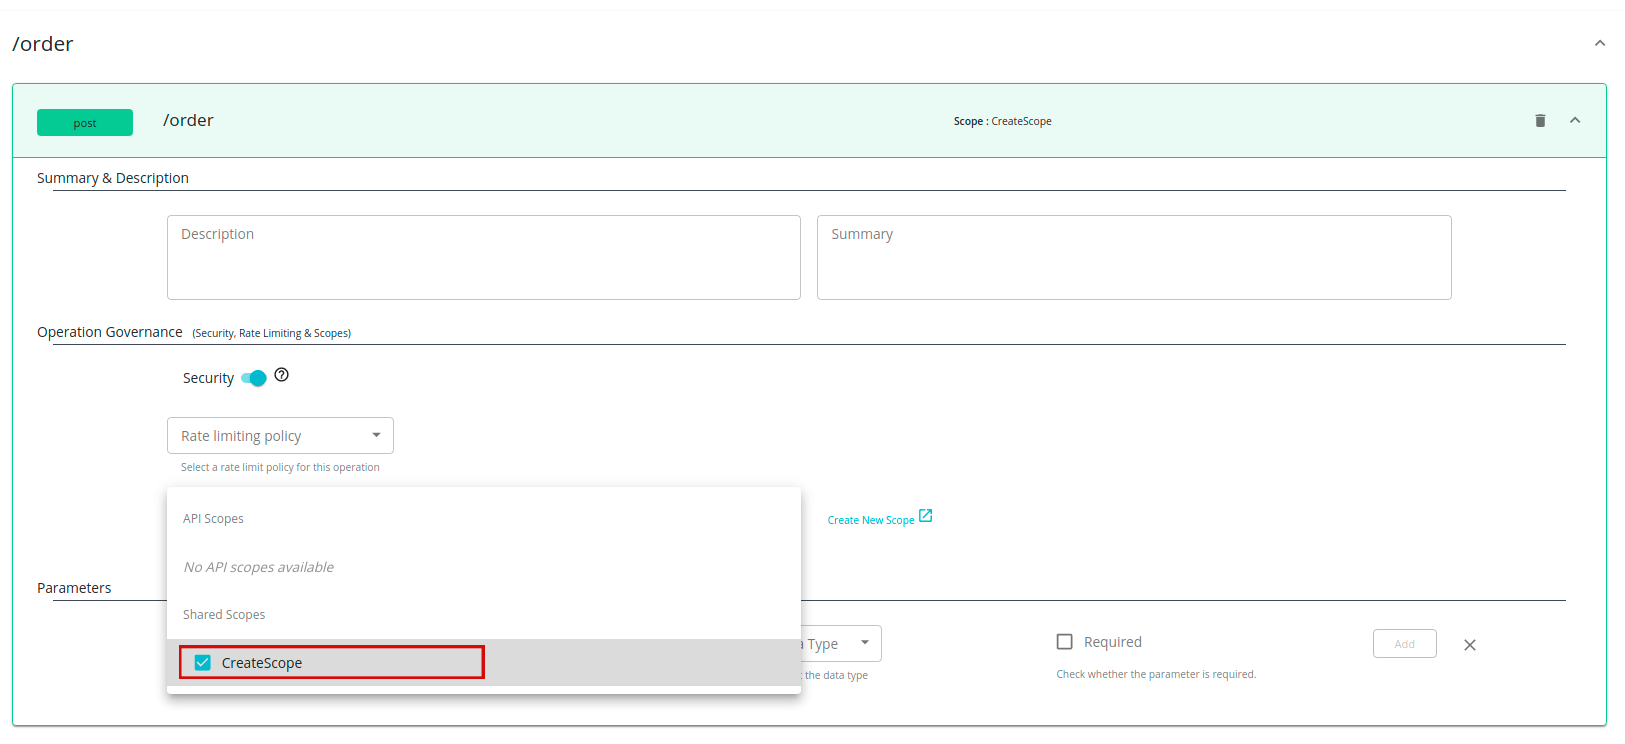 /order
post
/order
Scope : CreateScope
Summary & Description
Description
Summary
Operation Governance (Security, Rate Limiting & Scopes)
Security
Rate limiting policy
Select a rate limit policy for this operation
API Scopes
Create New Scope
No API scopes available
Parameters
Shared Scopes
Type
Required
Add
CreateScope
the data type
Check whether the parameter is required.